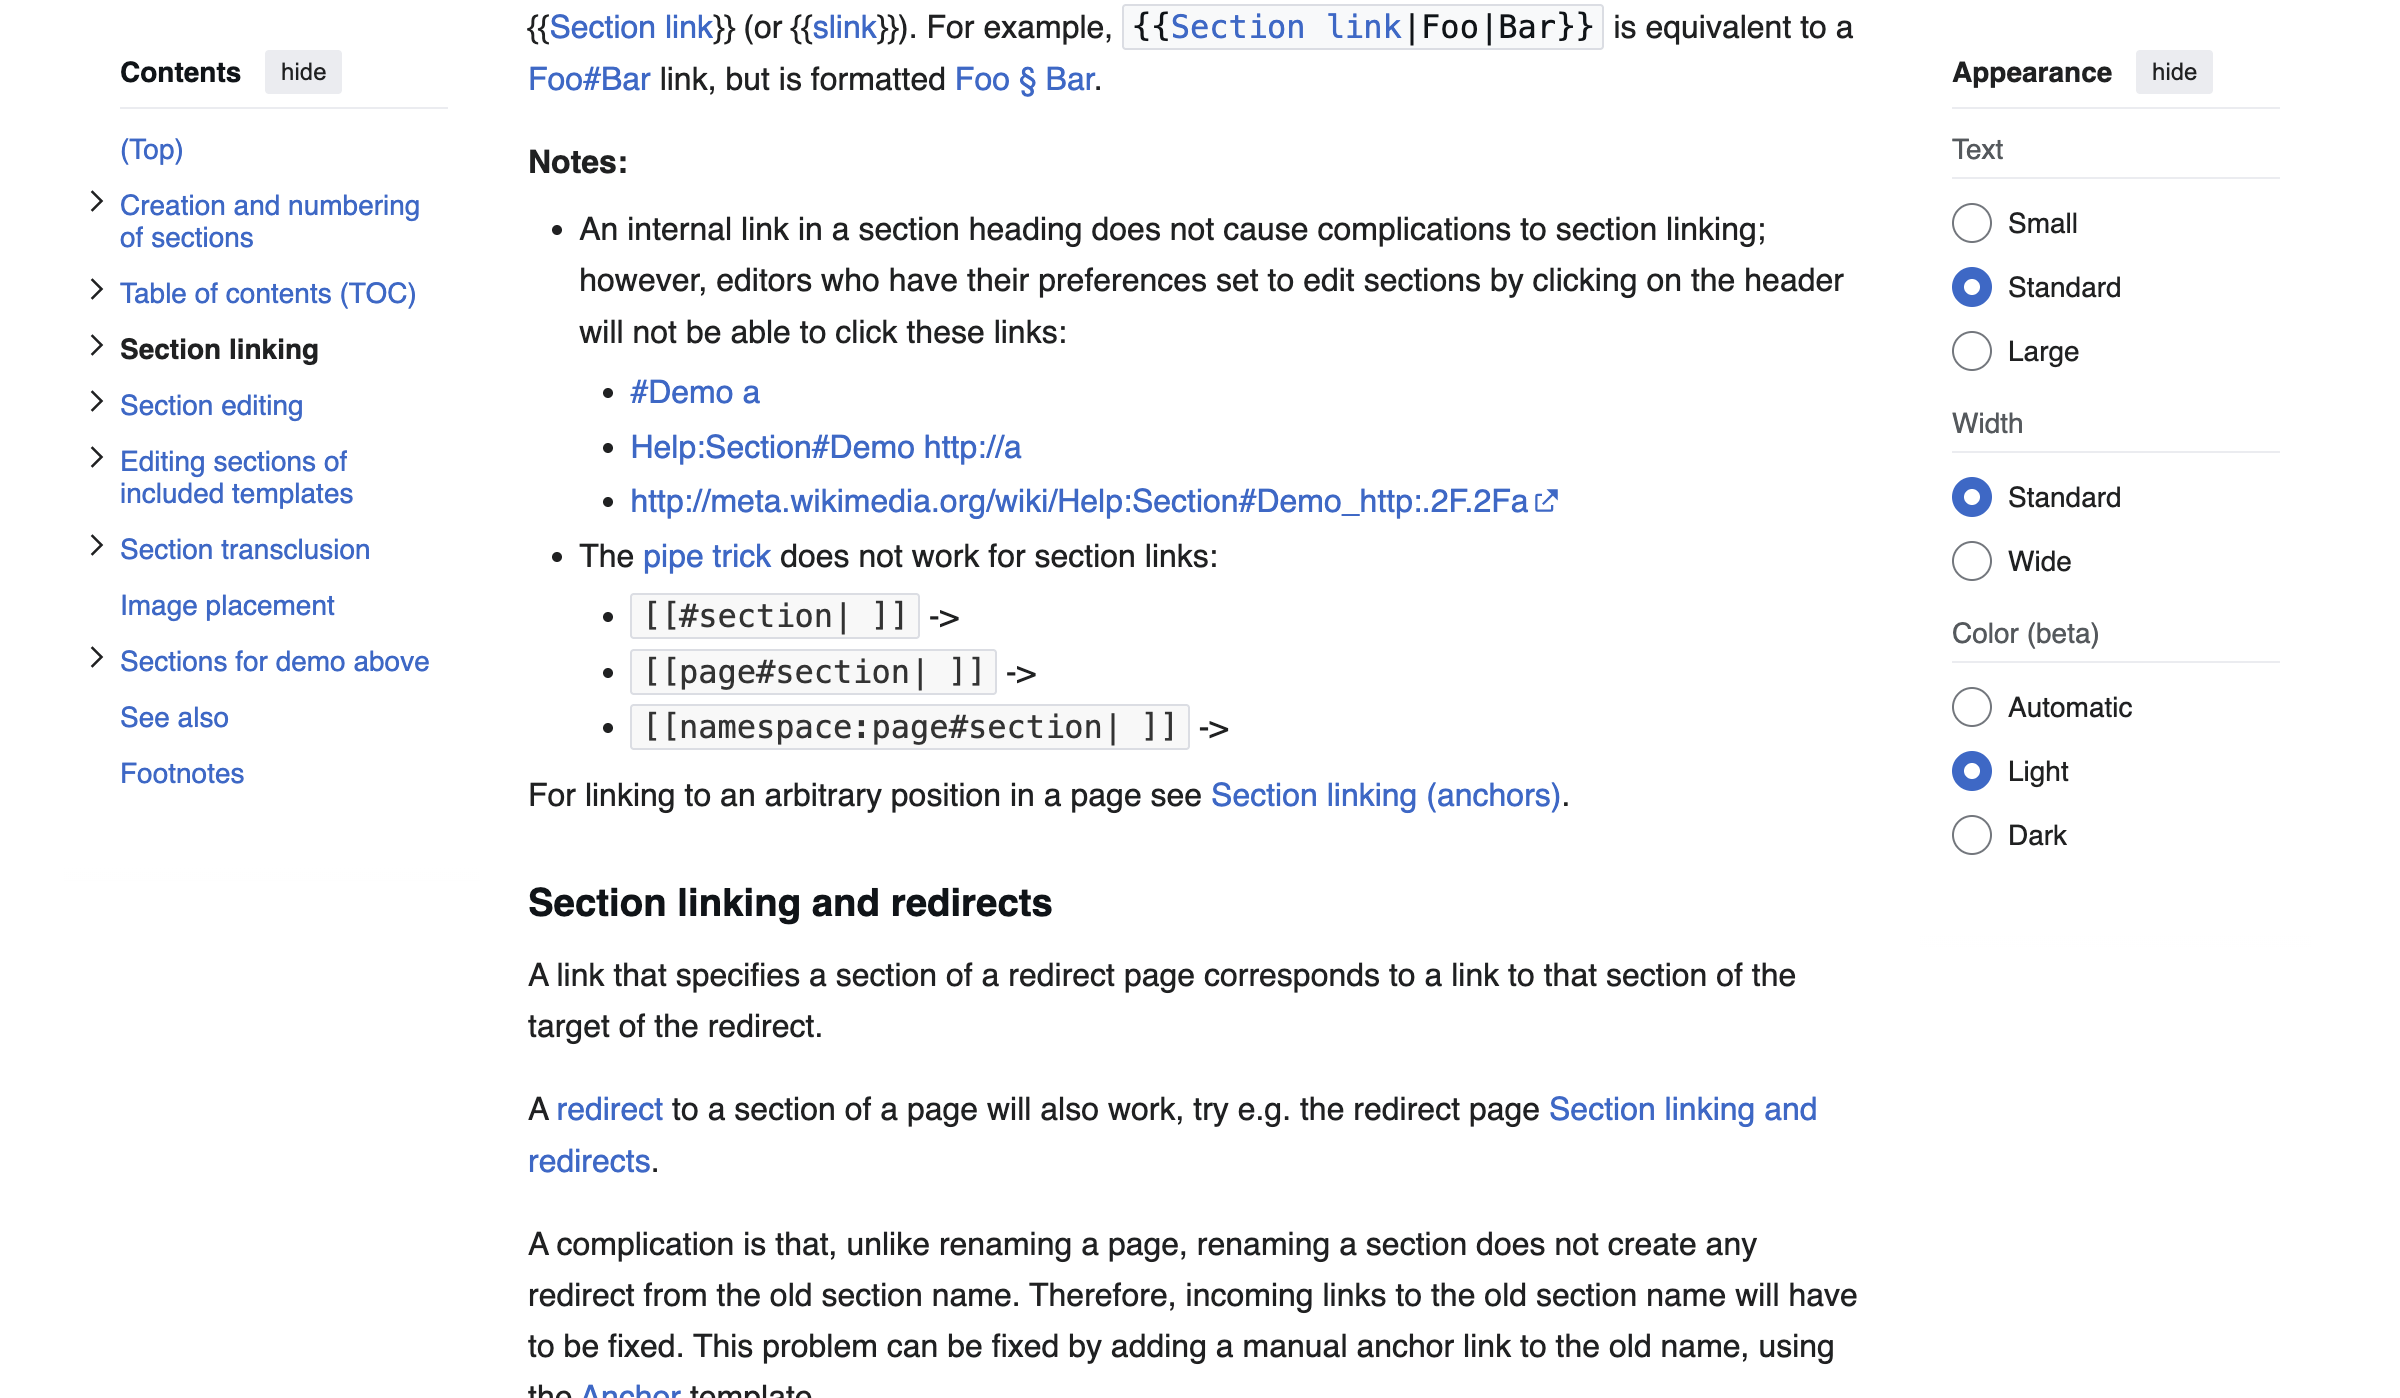 Contents hide
(Top)
Creation and numbering
of sections
Table of contents (TOC)
Section linking
Section editing
Editing sections of
included templates
Section transclusion
Image placement
Sections for demo above
See also
Footnotes
{{Section link}} (or {{slink}}). For example, {{Section link|Foo|Bar}} is equivalent to a
Foo#Bar link, but is formatted Foo § Bar.
Notes:
• An internal link in a section heading does not cause complications to section linking;
however, editors who have their preferences set to edit sections by clicking on the header
will not be able to click these links:
• #Demo a
• Help:Section#Demo http://a
• http://meta.wikimedia.org/wiki/Help:Section#Demo_http:.2F.2Fa
• The pipe trick does not work for section links:
• [[#section| ]] ->
• [[page#section| ]] ->
• [[namespace:page#section| ]] ->
For linking to an arbitrary position in a page see Section linking (anchors).
Section linking and redirects
A link that specifies a section of a redirect page corresponds to a link to that section of the
target of the redirect.
A redirect to a section of a page will also work, try e.g. the redirect page Section linking and
redirects.
A complication is that, unlike renaming a page, renaming a section does not create any
redirect from the old section name. Therefore, incoming links to the old section name will have
to be fixed. This problem can be fixed by adding a manual anchor link to the old name, using
the Anchor template
Appearance hide
Text
Small
Standard
Large
Width
Standard
Wide
Color (beta)
Automatic
Light
Dark